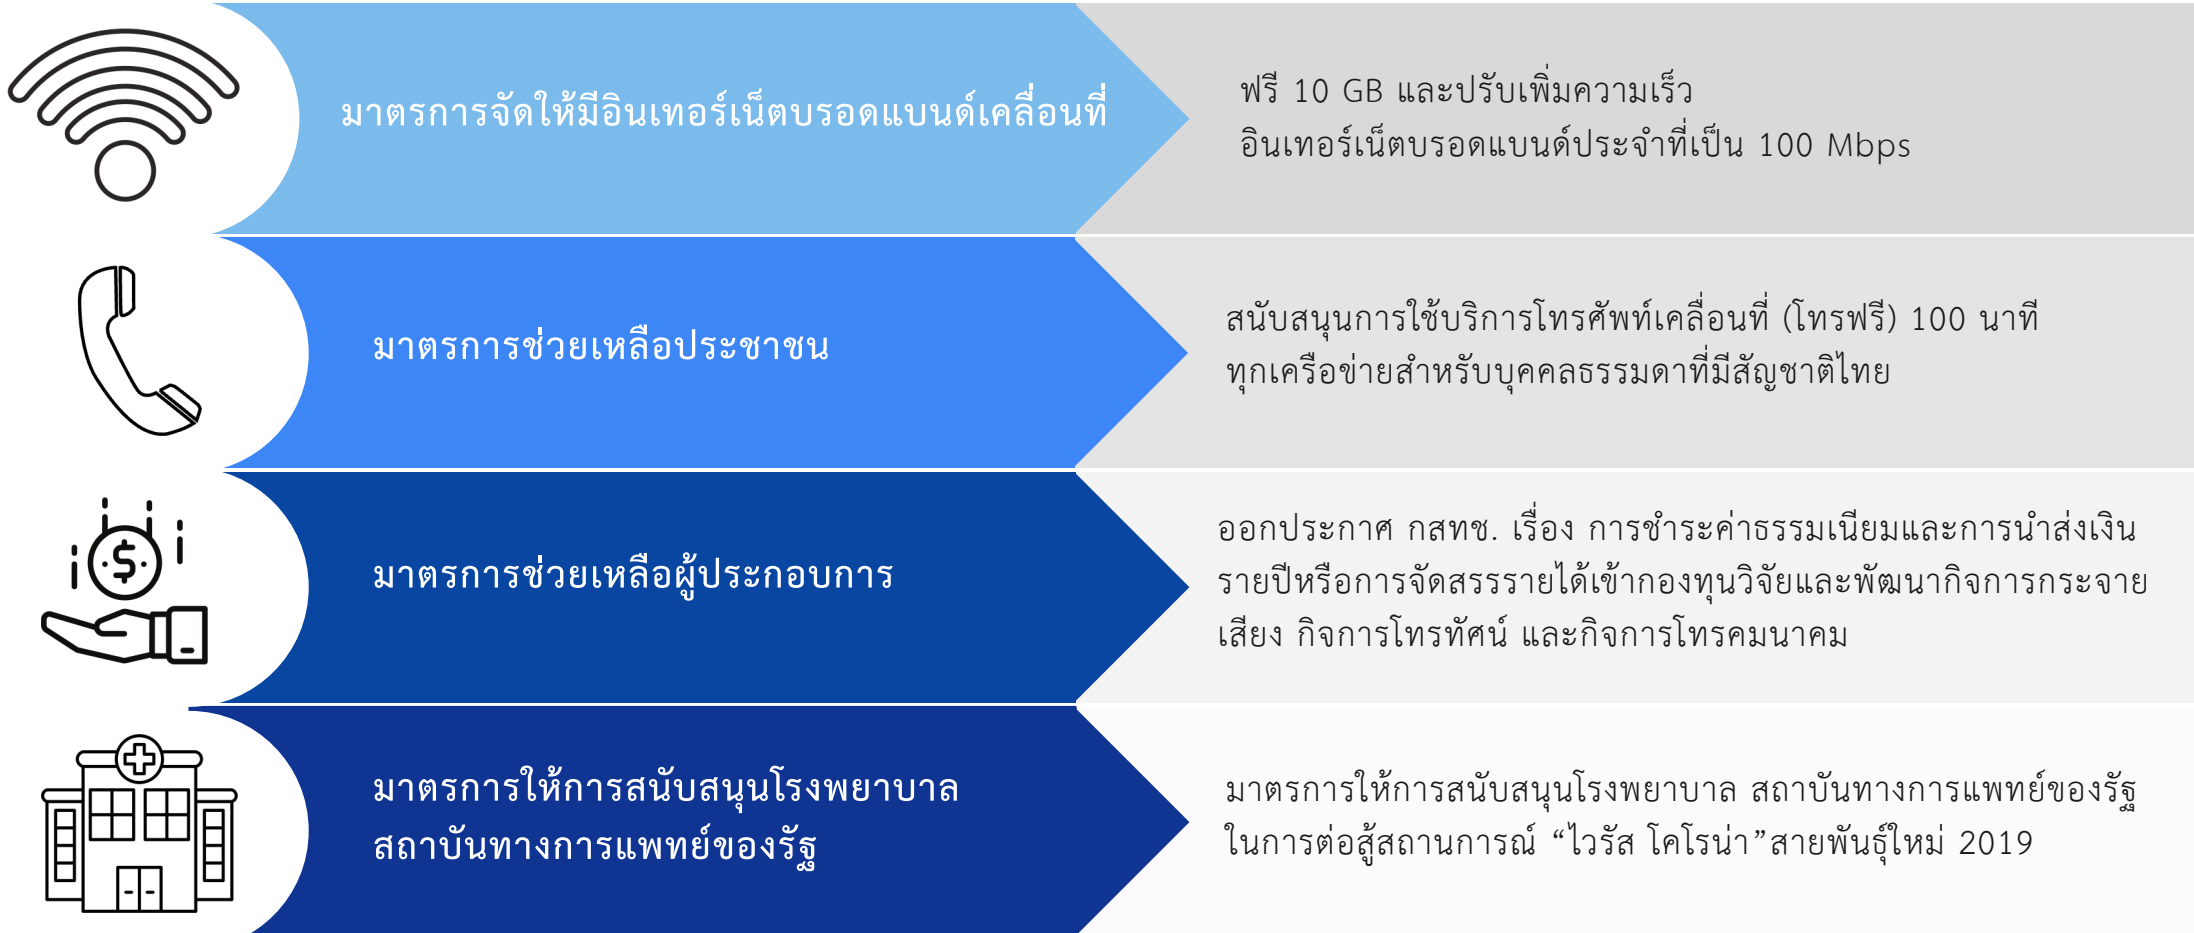 มาตรการจัดให้มีอินเทอร์เน็ตบรอดแบนด์เคลื่อนที่
ฟรี 10 GB และปรับเพิ่มความเร็ว
อินเทอร์เน็ตบรอดแบนด์ประจำที่เป็น 100 Mbps
มาตรการช่วยเหลือประชาชน
สนับสนุนการใช้บริการโทรศัพท์เคลื่อนที่ (โทรฟรี) 100 นาที
ทุกเครือข่ายสำหรับบุคคลธรรมดาที่มีสัญชาติไทย
มาตรการช่วยเหลือผู้ประกอบการ
ออกประกาศ กสทช. เรื่อง การชำระค่าธรรมเนียมและการนำส่งเงิน
รายปีหรือการจัดสรรรายได้เข้ากองทุนวิจัยและพัฒนากิจการกระจาย
เสียง กิจการโทรทัศน์ และกิจการโทรคมนาคม
มาตรการให้การสนับสนุนโรงพยาบาล
สถาบันทางการแพทย์ของรัฐ
มาตรการให้การสนับสนุนโรงพยาบาล สถาบันทางการแพทย์ของรัฐ
ในการต่อสู้สถานการณ์ “ไวรัส โคโรน่า”สายพันธุ์ใหม่ 2019